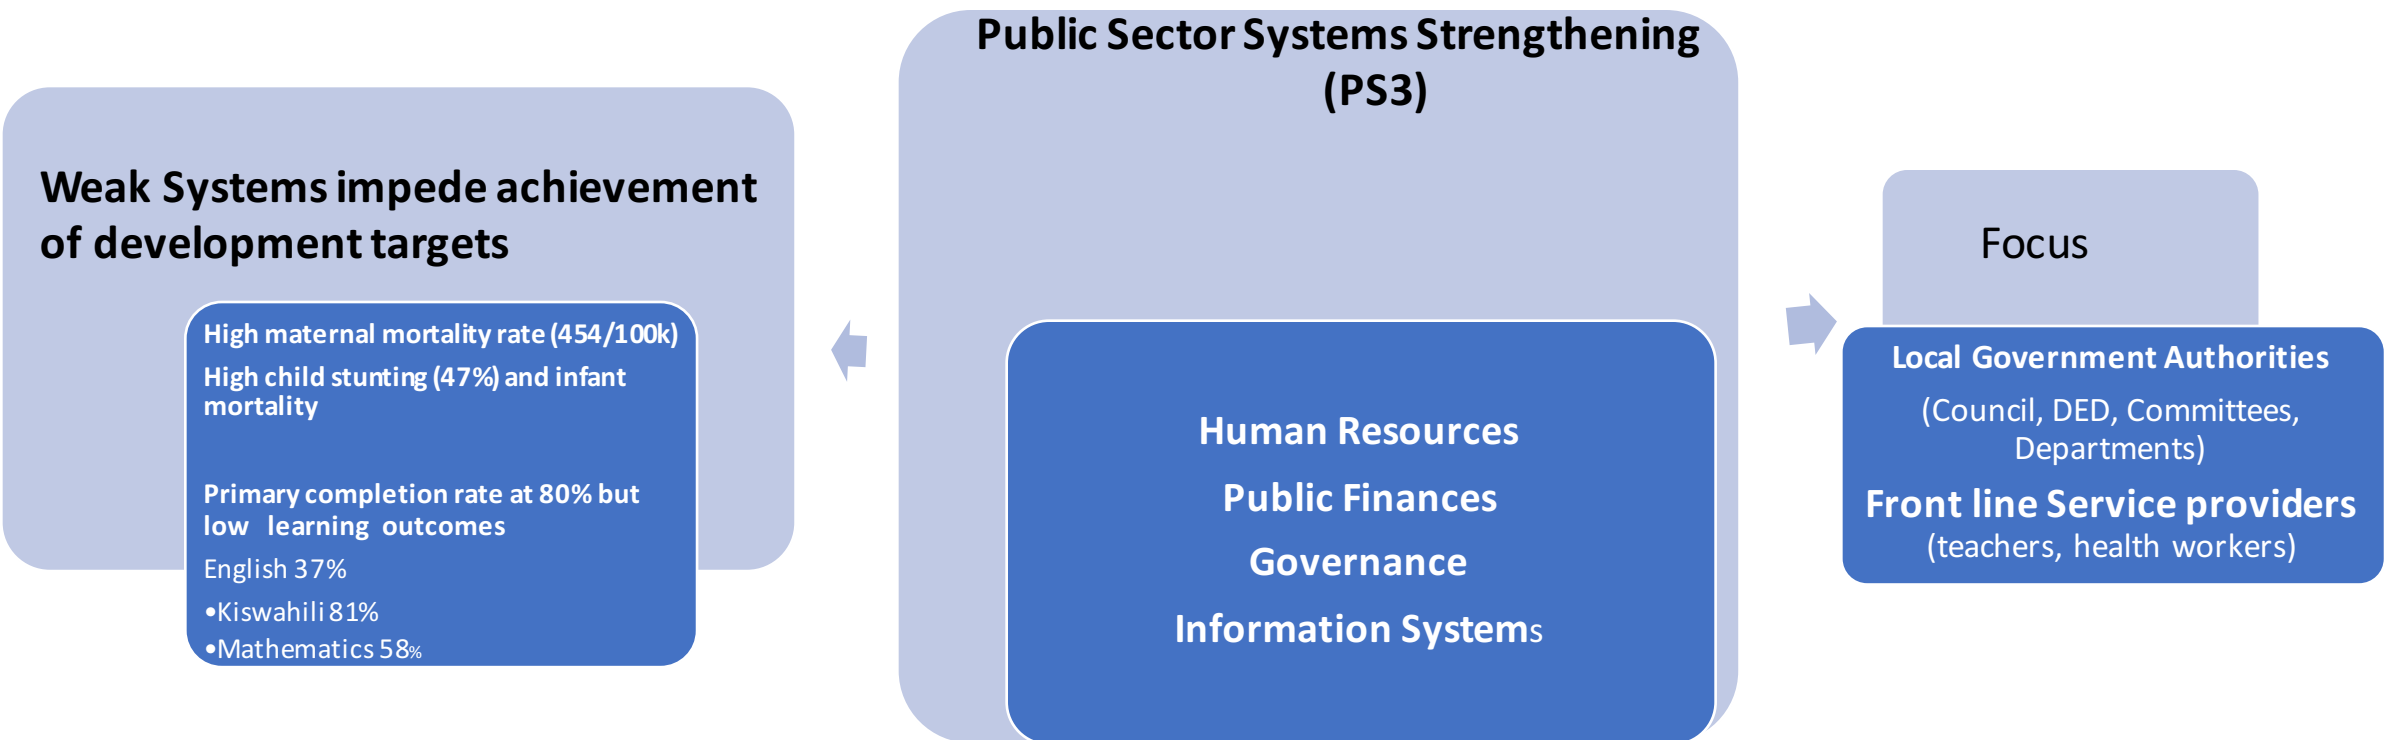 Weak Systems impede achievement
of development targets
High maternal mortality rate (454/100k)
High child stunting (47%) and infant
mortality
Primary completion rate at 80% but
low learning outcomes
English 37%
•Kiswahili 81%
•Mathematics 58%
Public Sector Systems Strengthening
(PS3)
Human Resources
Public Finances
Governance
Information Systems
Focus
Local Government Authorities
(Council, DED, Committees,
Departments)
Front line Service providers
(teachers, health workers)